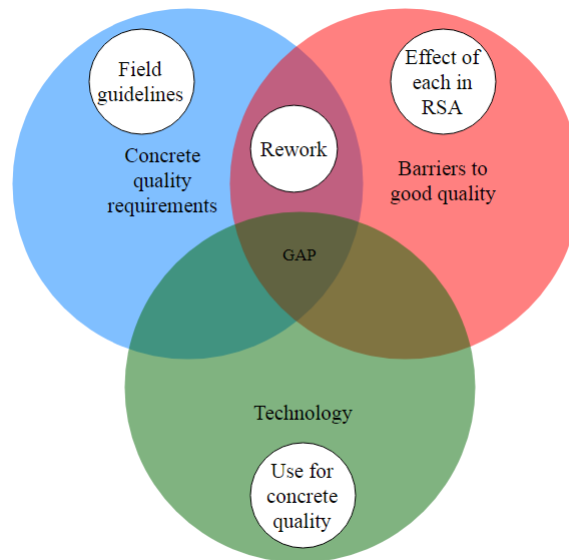 Field
guidelines
Effect of
each in
RSA
Rework
Concrete
quality
requirements
Barriers to
good quality
GAP
Technology
Use for
concrete
quality